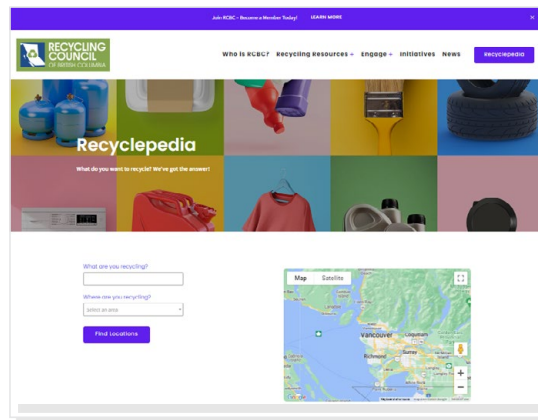 Join RCBC - Become a Member Today! LEARN MORE ×
RECYCLING
COUNCIL
OF BRITISH COLUMBIA
Who is RCBC? Recycling Resources + Engage + Initiatives News Recyclepedia
Recyclepedia
What do you want to recycle? We've got the answer!
What are you recycling?
Where are you recycling?
Select an area
Find Locations
Map Satellite
Vancouver
Coquitlam
Richmond
Surrey
+
−